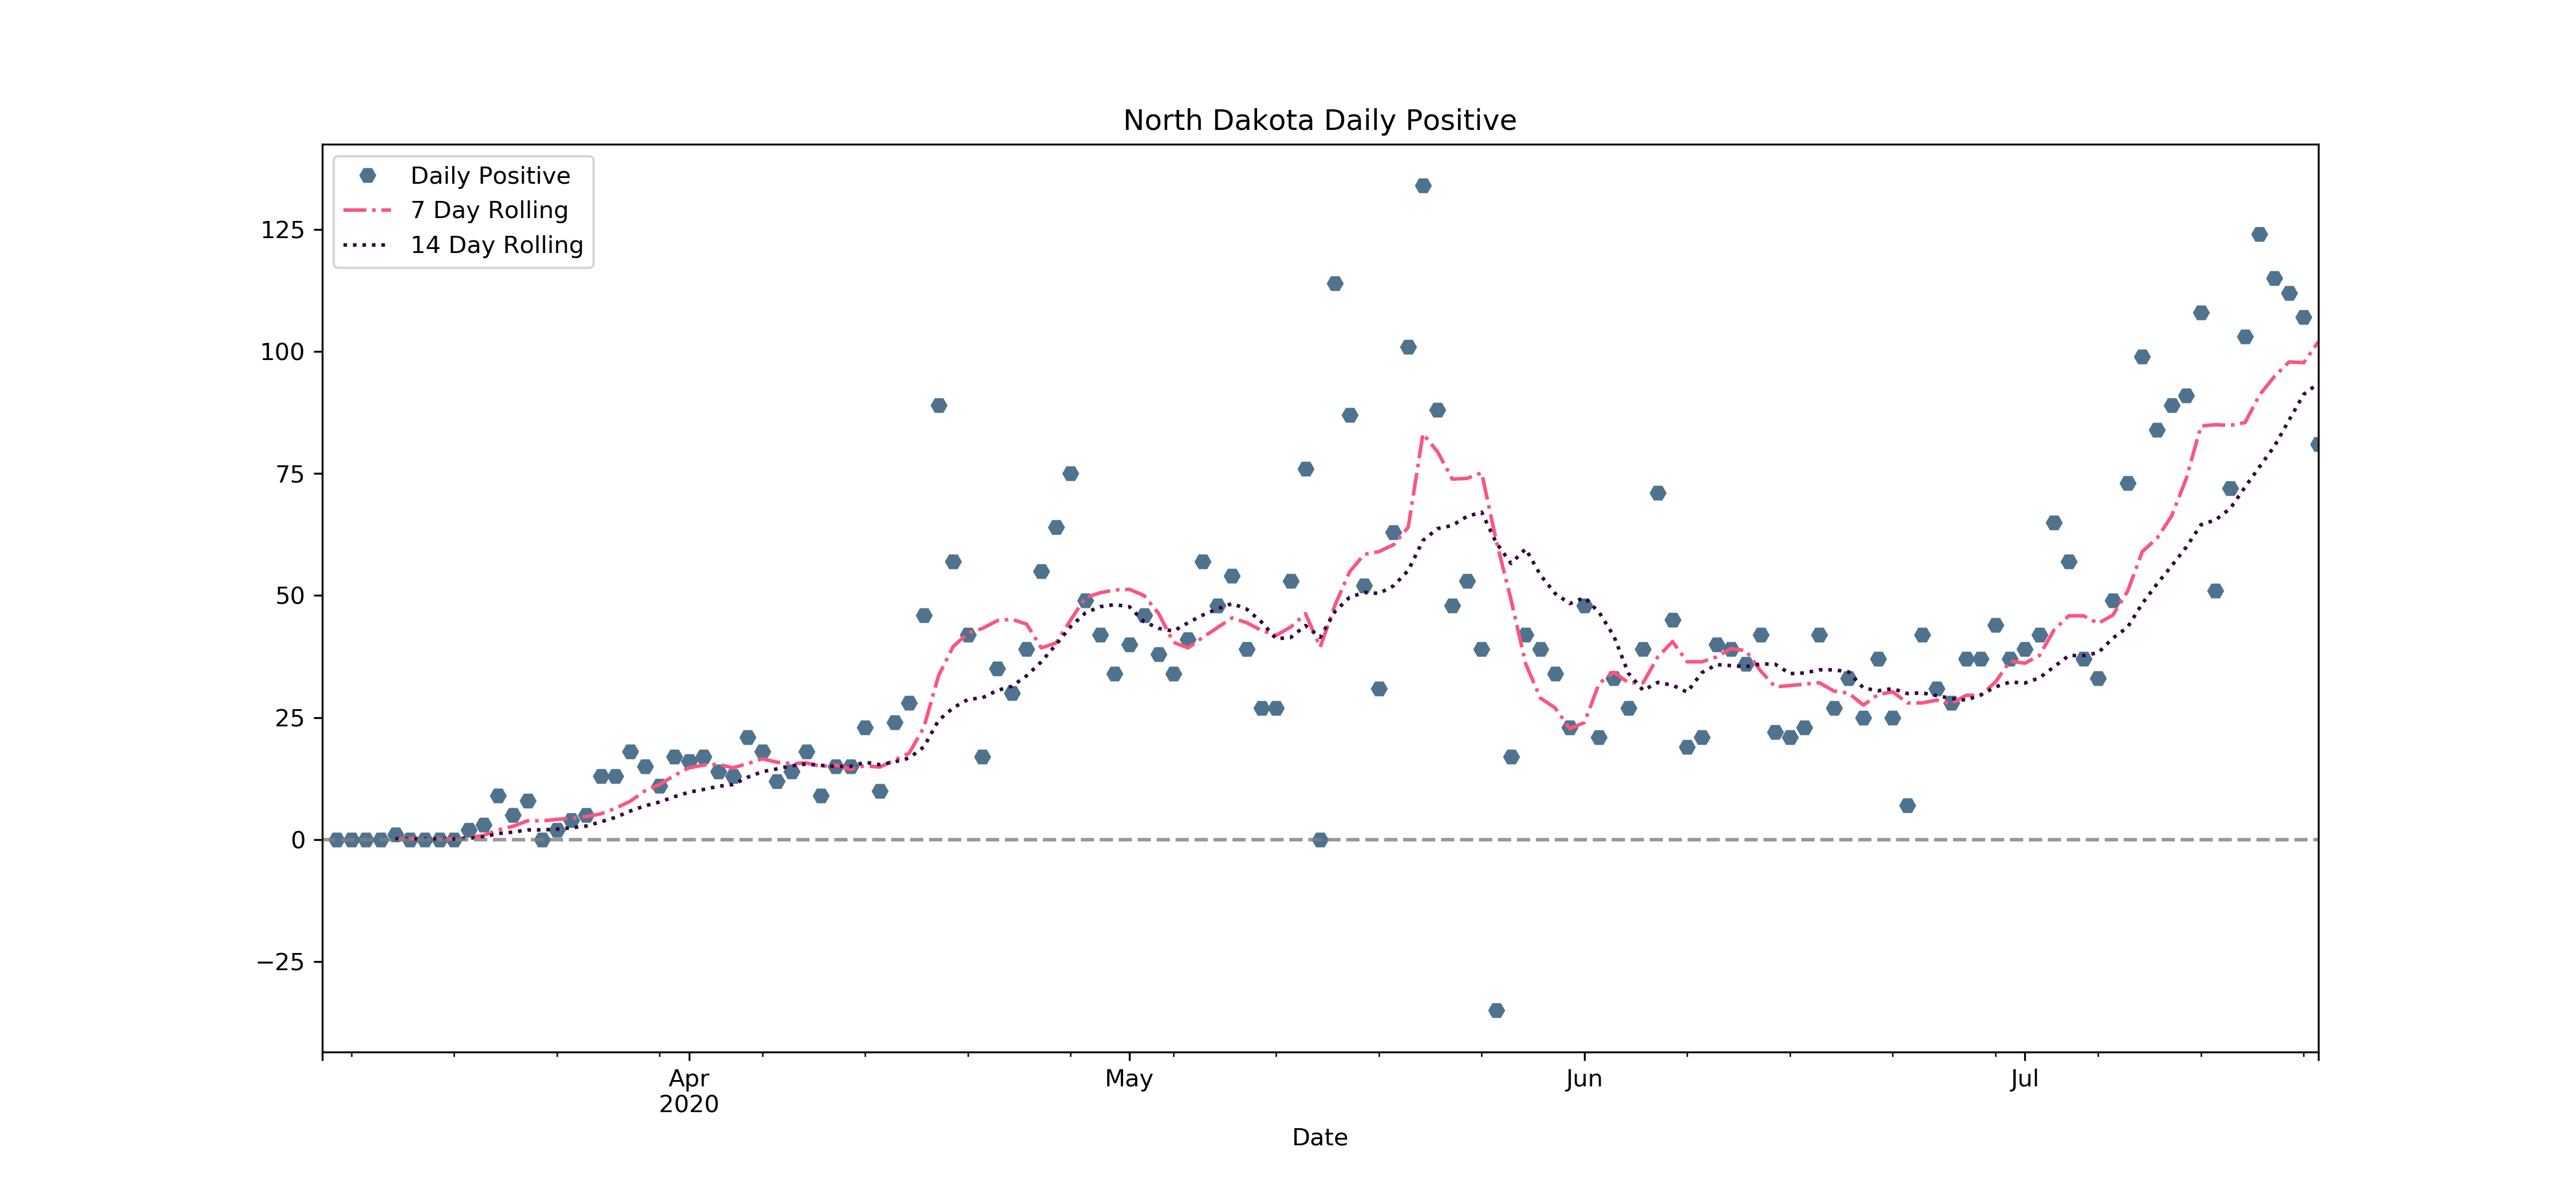 North Dakota Daily Positive
Daily Positive
7 Day Rolling
14 Day Rolling
125
100
75
50
25
0
−25
Apr
2020
May
Jun
Jul
Date